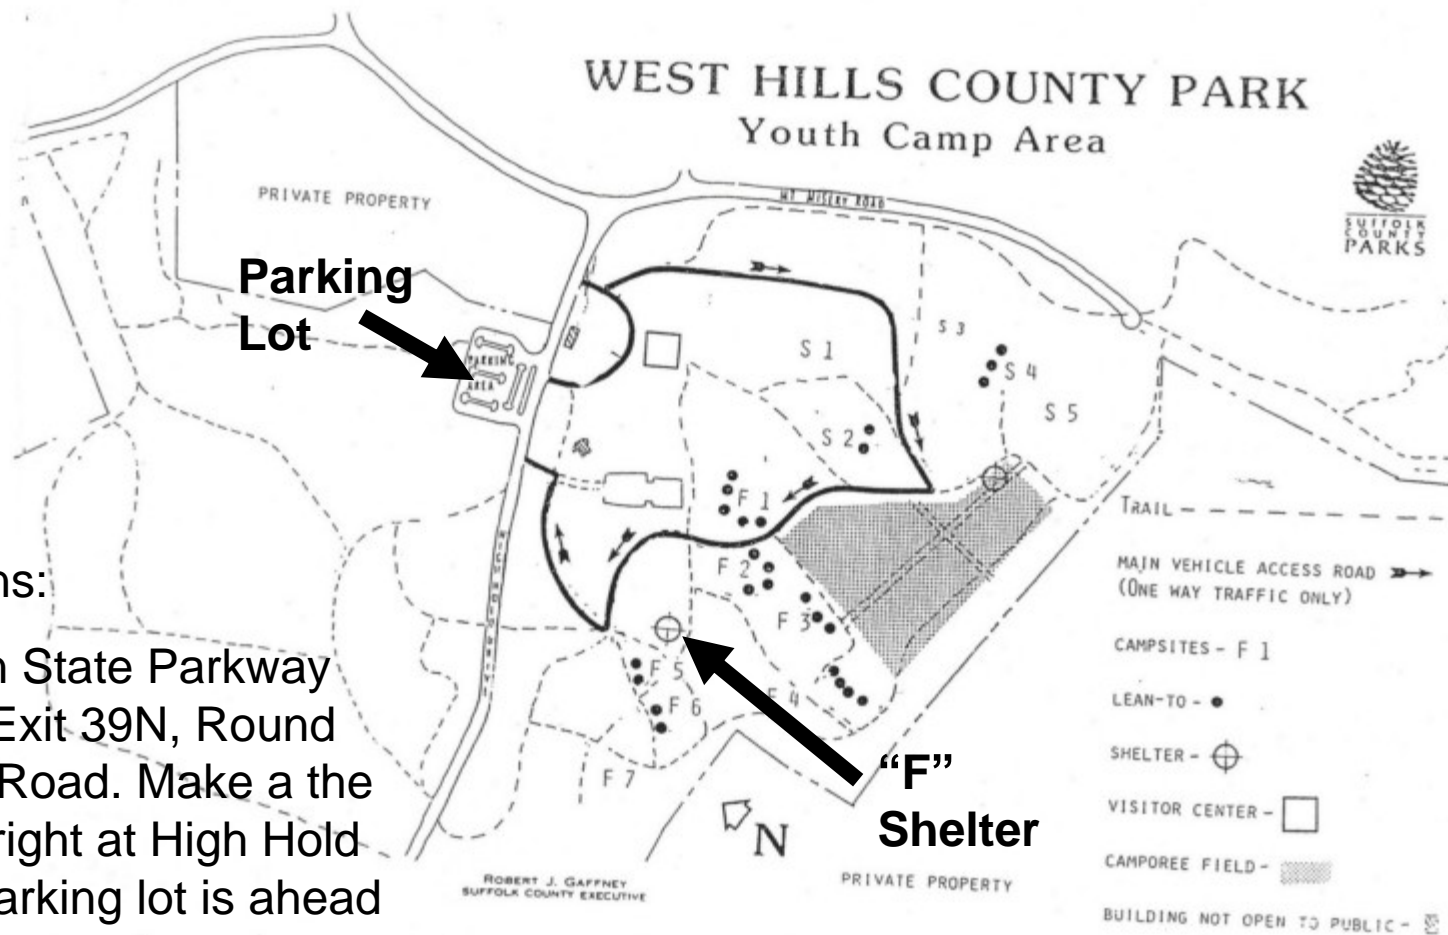 WEST HILLS COUNTY PARK
Youth Camp Area
SUFFOLK
COUNTY
PARKS
PRIVATE PROPERTY
MT MISERY ROAD
Parking
Lot
PARKING
AREA
S 1
S 2
S 3
S 4
S 5
F 1
F 2
F 3
F 4
F 5
F 6
F 7
"F"
Shelter
N
ns:
n State Parkway
Exit 39N, Round
Road. Make a the
right at High Hold
arking lot is ahead
ROBERT J. GAFFNEY
SUFFOLK COUNTY EXECUTIVE
PRIVATE PROPERTY
TRAIL
MAIN VEHICLE ACCESS ROAD
(ONE WAY TRAFFIC ONLY)
CAMPSITES - F 1
LEAN-TO -
SHELTER -
VISITOR CENTER -
CAMPOREE FIELD -
BUILDING NOT OPEN TO PUBLIC -